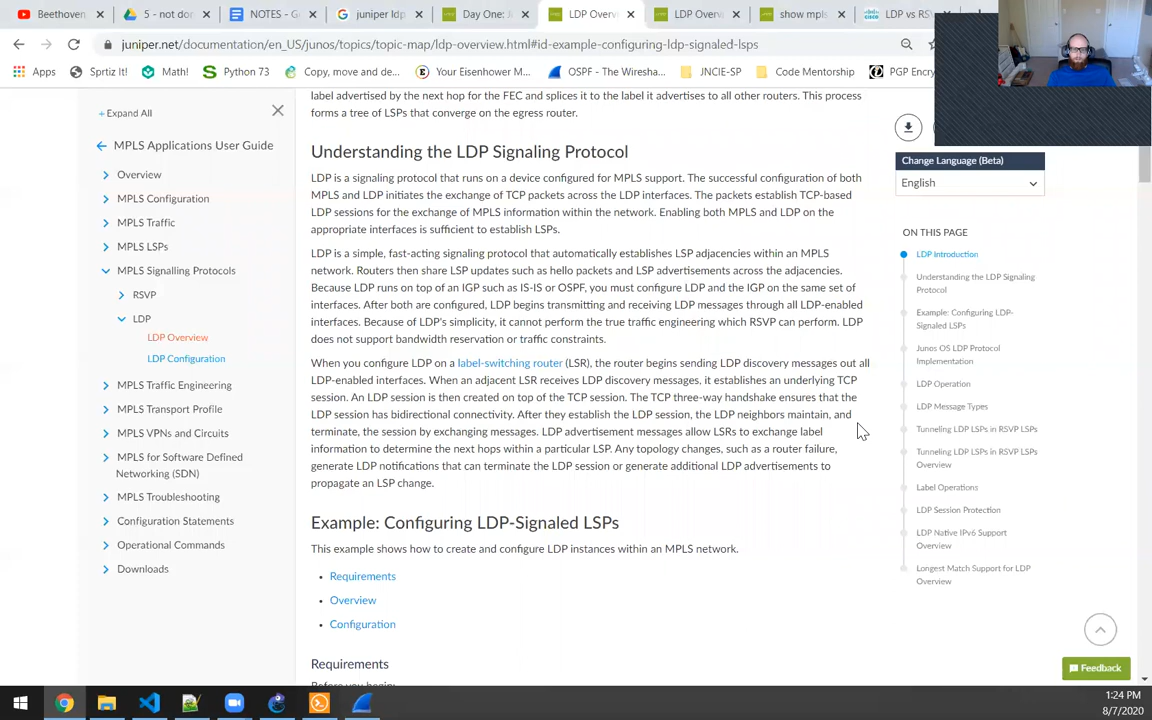 Beethoven
5 - not don
NOTES - G
juniper ldp
Day One: J
LDP Overv
LDP Overv
show mpls
LDP vs RS
juniper.net/documentation/en_US/junos/topics/topic-map/ldp-overview.html#id-example-configuring-ldp-signaled-lsps
Apps
Sprtiz It!
Math!
Python 73
Copy, move and de...
Your Eisenhower M...
OSPF - The Wiresha...
JNCIE-SP
Code Mentorship
PGP Encry
+ Expand All
MPLS Applications User Guide
Overview
MPLS Configuration
MPLS Traffic
MPLS LSPs
MPLS Signalling Protocols
RSVP
LDP
LDP Overview
LDP Configuration
MPLS Traffic Engineering
MPLS Transport Profile
MPLS VPNs and Circuits
MPLS for Software Defined
Networking (SDN)
MPLS Troubleshooting
Configuration Statements
Operational Commands
Downloads
label advertised by the next hop for the FEC and splices it to the label it advertises to all other routers. This process
forms a tree of LSPs that converge on the egress router.
Understanding the LDP Signaling Protocol
LDP is a signaling protocol that runs on a device configured for MPLS support. The successful configuration of both
MPLS and LDP initiates the exchange of TCP packets across the LDP interfaces. The packets establish TCP-based
LDP sessions for the exchange of MPLS information within the network. Enabling both MPLS and LDP on the
appropriate interfaces is sufficient to establish LSPs.
LDP is a simple, fast-acting signaling protocol that automatically establishes LSP adjacencies within an MPLS
network. Routers then share LSP updates such as hello packets and LSP advertisements across the adjacencies.
Because LDP runs on top of an IGP such as IS-IS or OSPF, you must configure LDP and the IGP on the same set of
interfaces. After both are configured, LDP begins transmitting and receiving LDP messages through all LDP-enabled
interfaces. Because of LDP's simplicity, it cannot perform the true traffic engineering which RSVP can perform. LDP
does not support bandwidth reservation or traffic constraints.
When you configure LDP on a label-switching router (LSR), the router begins sending LDP discovery messages out all
LDP-enabled interfaces. When an adjacent LSR receives LDP discovery messages, it establishes an underlying TCP
session. An LDP session is then created on top of the TCP session. The TCP three-way handshake ensures that the
LDP session has bidirectional connectivity. After they establish the LDP session, the LDP neighbors maintain, and
terminate, the session by exchanging messages. LDP advertisement messages allow LSRs to exchange label
information to determine the next hops within a particular LSP. Any topology changes, such as a router failure,
generate LDP notifications that can terminate the LDP session or generate additional LDP advertisements to
propagate an LSP change.
Example: Configuring LDP-Signaled LSPs
This example shows how to create and configure LDP instances within an MPLS network.
Requirements
Overview
Configuration
Requirements
Before you begin:
Change Language (Beta)
English
ON THIS PAGE
LDP Introduction
Understanding the LDP Signaling
Protocol
Example: Configuring LDP-
Signaled LSPs
Junos OS LDP Protocol
Implementation
LDP Operation
LDP Message Types
Tunneling LDP LSPs in RSVP LSPs
Tunneling LDP LSPs in RSVP LSPs
Overview
Label Operations
LDP Session Protection
LDP Native IPv6 Support
Overview
Longest Match Support for LDP
Overview
Feedback
1:24 PM
8/7/2020